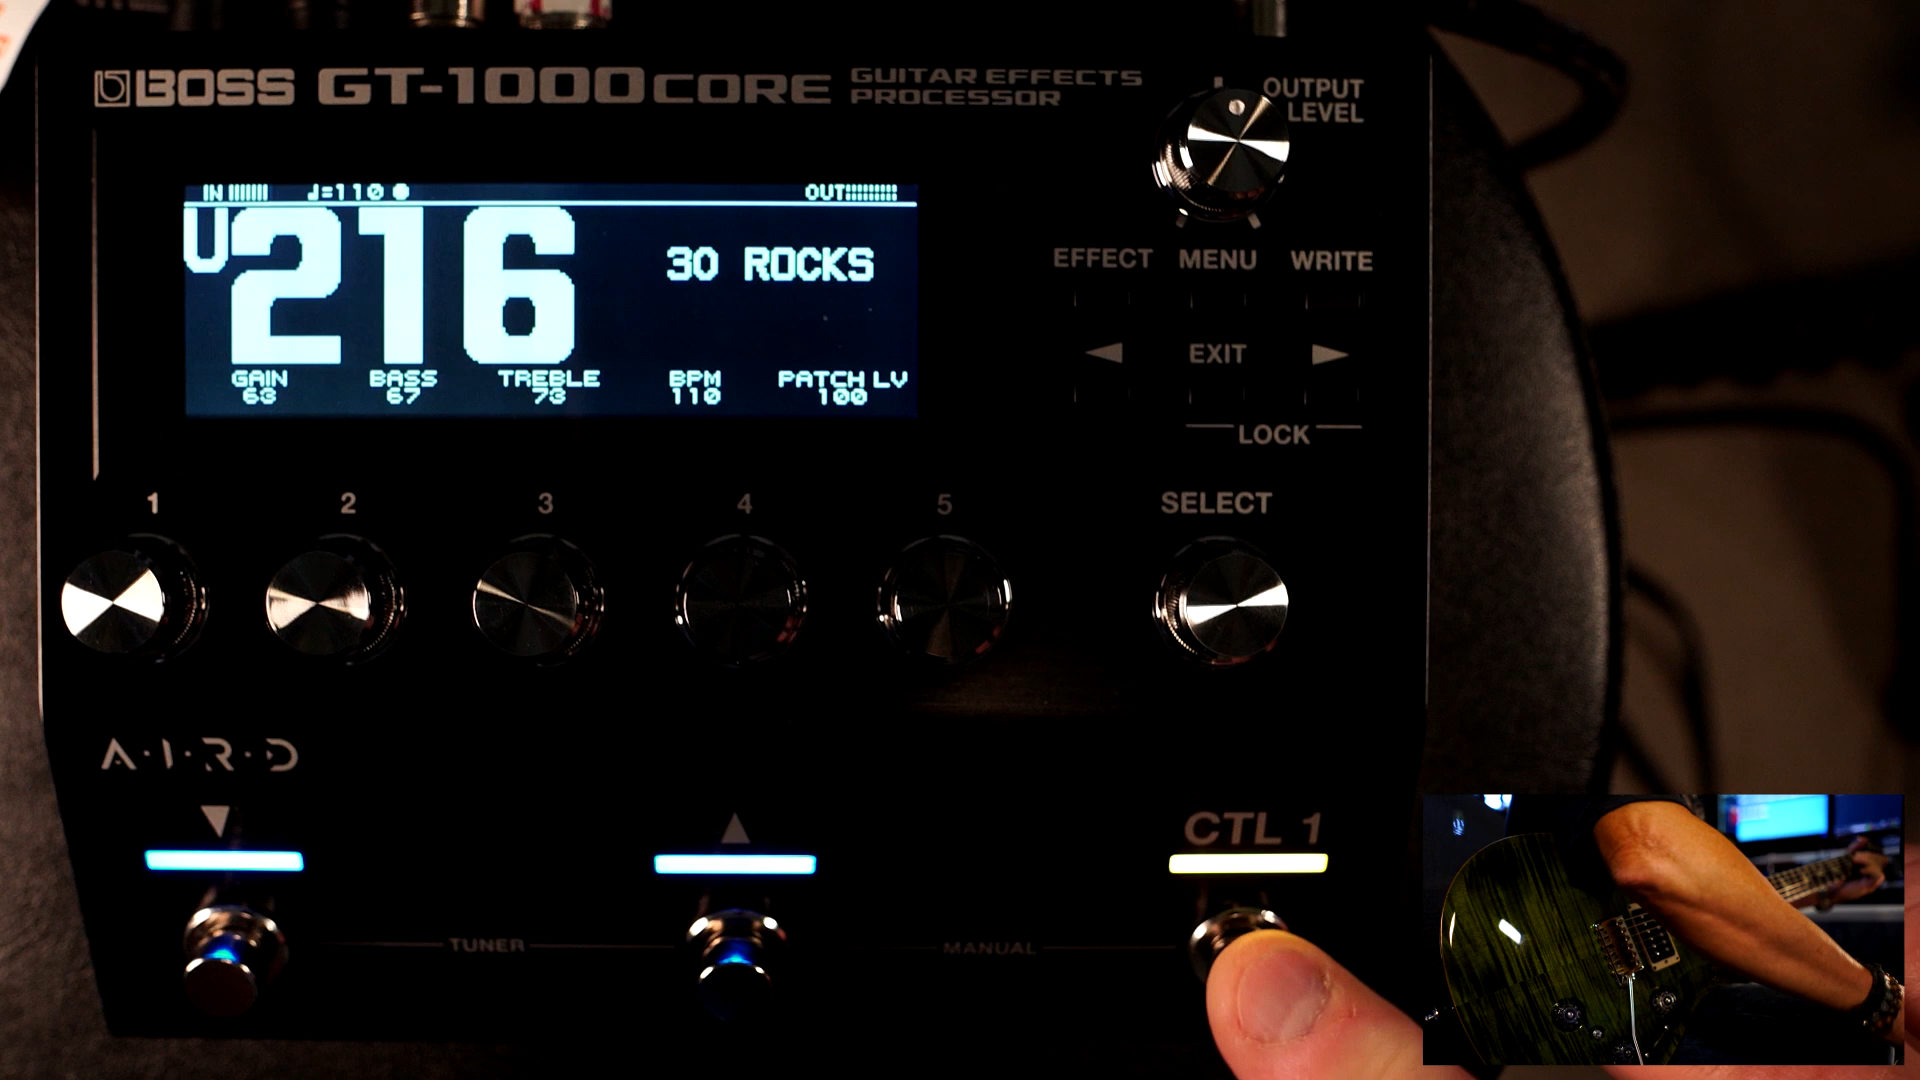 BOSS GT-1000CORE GUITAR EFFECTS
PROCESSOR
OUTPUT
LEVEL
IN ♩=110 OUT
U216 30 ROCKS
GAIN BASS TREBLE BPM PATCH LV
63 67 73 110 100
EFFECT MENU WRITE
EXIT
LOCK
1 2 3 4 5 SELECT
A·I·R·D
CTL 1
TUNER MANUAL